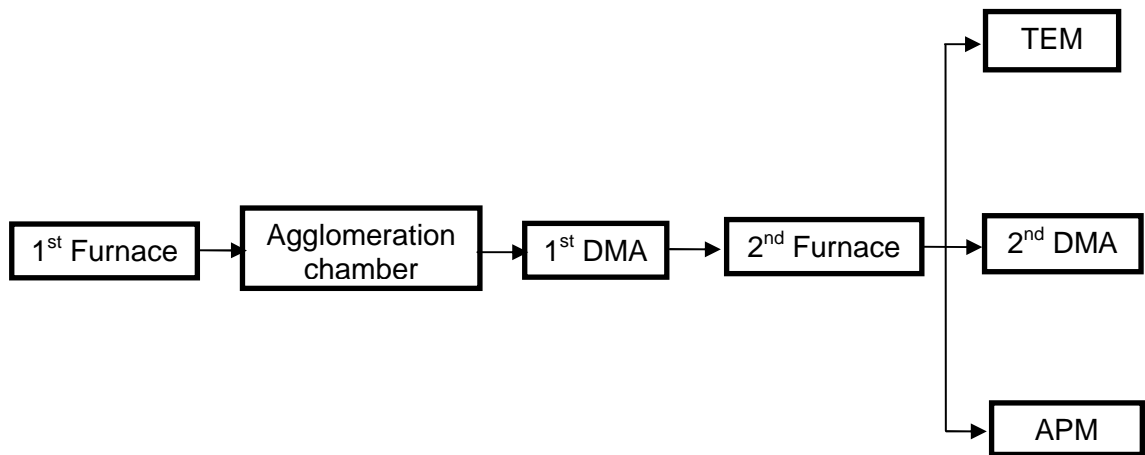 TEM
1st Furnace
Agglomeration
chamber
1st DMA
2nd Furnace
2nd DMA
APM